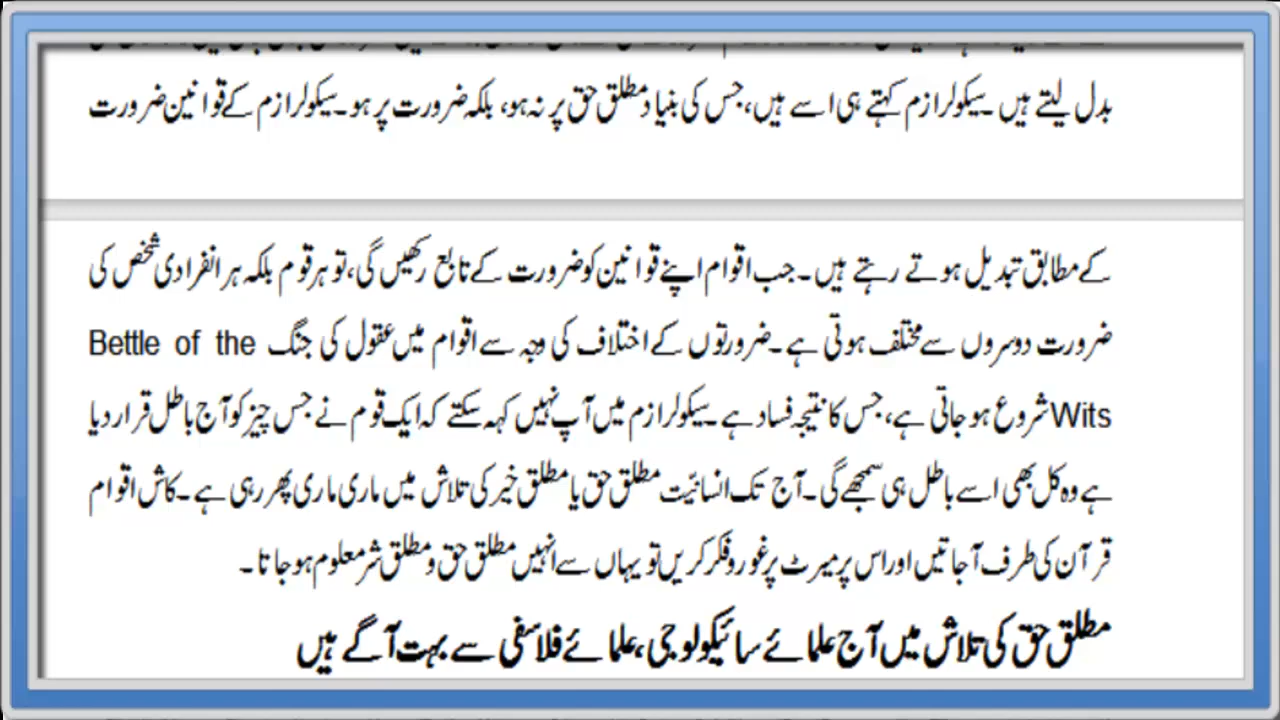 بدل لیتے ہیں۔ سیکولرازم کہتے ہی اسے ہیں، جس کی بنیاد مطلق حق پر نہ ہو، بلکہ ضرورت پر ہو۔ سیکولرازم کے قوانین ضرورت
کے مطابق تبدیل ہوتے رہتے ہیں۔ جب اقوام اپنے قوانین کو ضرورت کے تابع رکھیں گی، تو ہر قوم بلکہ ہر انفرادی شخص کی
ضرورت دوسروں سے مختلف ہوتی ہے۔ ضرورتوں کے اختلاف کی وجہ سے اقوام میں عقول کی جنگ Bettle of the
Wits شروع ہو جاتی ہے، جس کا نتیجہ فساد ہے۔ سیکولرازم میں آپ نہیں کہہ سکتے کہ ایک قوم نے جس چیز کو آج باطل قرار دیا
ہے وہ کل بھی اسے باطل ہی سمجھے گی۔ آج تک انسانیّت مطلق حق یا مطلق خیر کی تلاش میں ماری ماری پھر رہی ہے۔ کاش اقوام
قرآن کی طرف آجاتیں اور اس پر میرٹ پر غور و فکر کریں تو یہاں سے انہیں مطلق حق و مطلق شر معلوم ہو جاتا۔
مطلق حق کی تلاش میں آج علمائے سائیکولوجی، علمائے فلاسفی سے بہت آگے ہیں